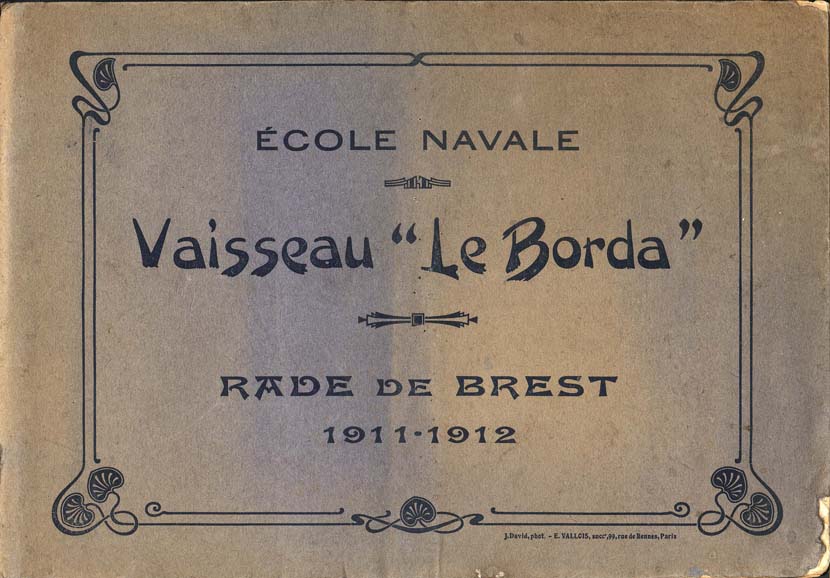 ÉCOLE NAVALE
Vaisseau “Le Borda”
RADE DE BREST
1911-1912
J. David, phot. - E. VALLOIS, succʳ, 99, rue de Rennes, Paris